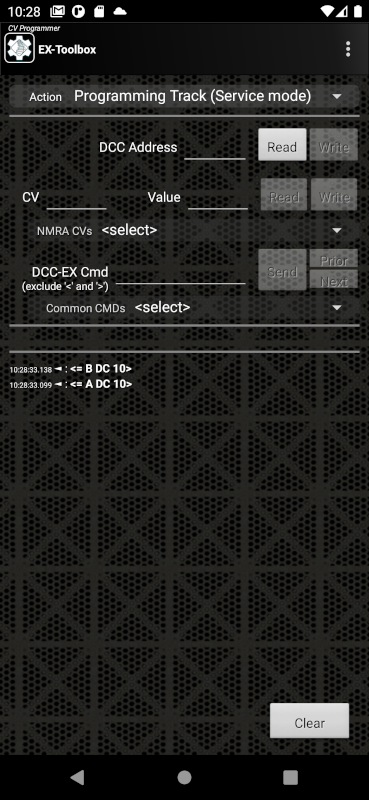 10:28
CV Programmer
EX-Toolbox
Action Programming Track (Service mode)
DCC Address Read Write
CV Value Read Write
NMRA CVs <select>
DCC-EX Cmd
(exclude '<' and '>')
Send Prior
Next
Common CMDs <select>
10:28:33.138 ◄ : <= B DC 10>
10:28:33.099 ◄ : <= A DC 10>
Clear